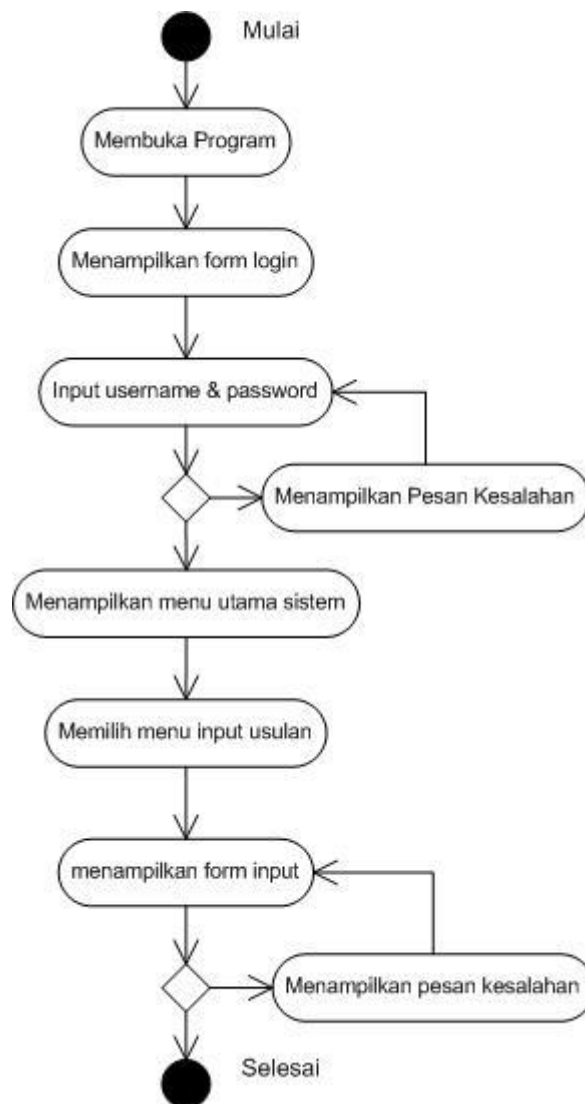 Mulai
Membuka Program
Menampilkan form login
Input username & password
Menampilkan Pesan Kesalahan
Menampilkan menu utama sistem
Memilih menu input usulan
menampilkan form input
Menampilkan pesan kesalahan
Selesai